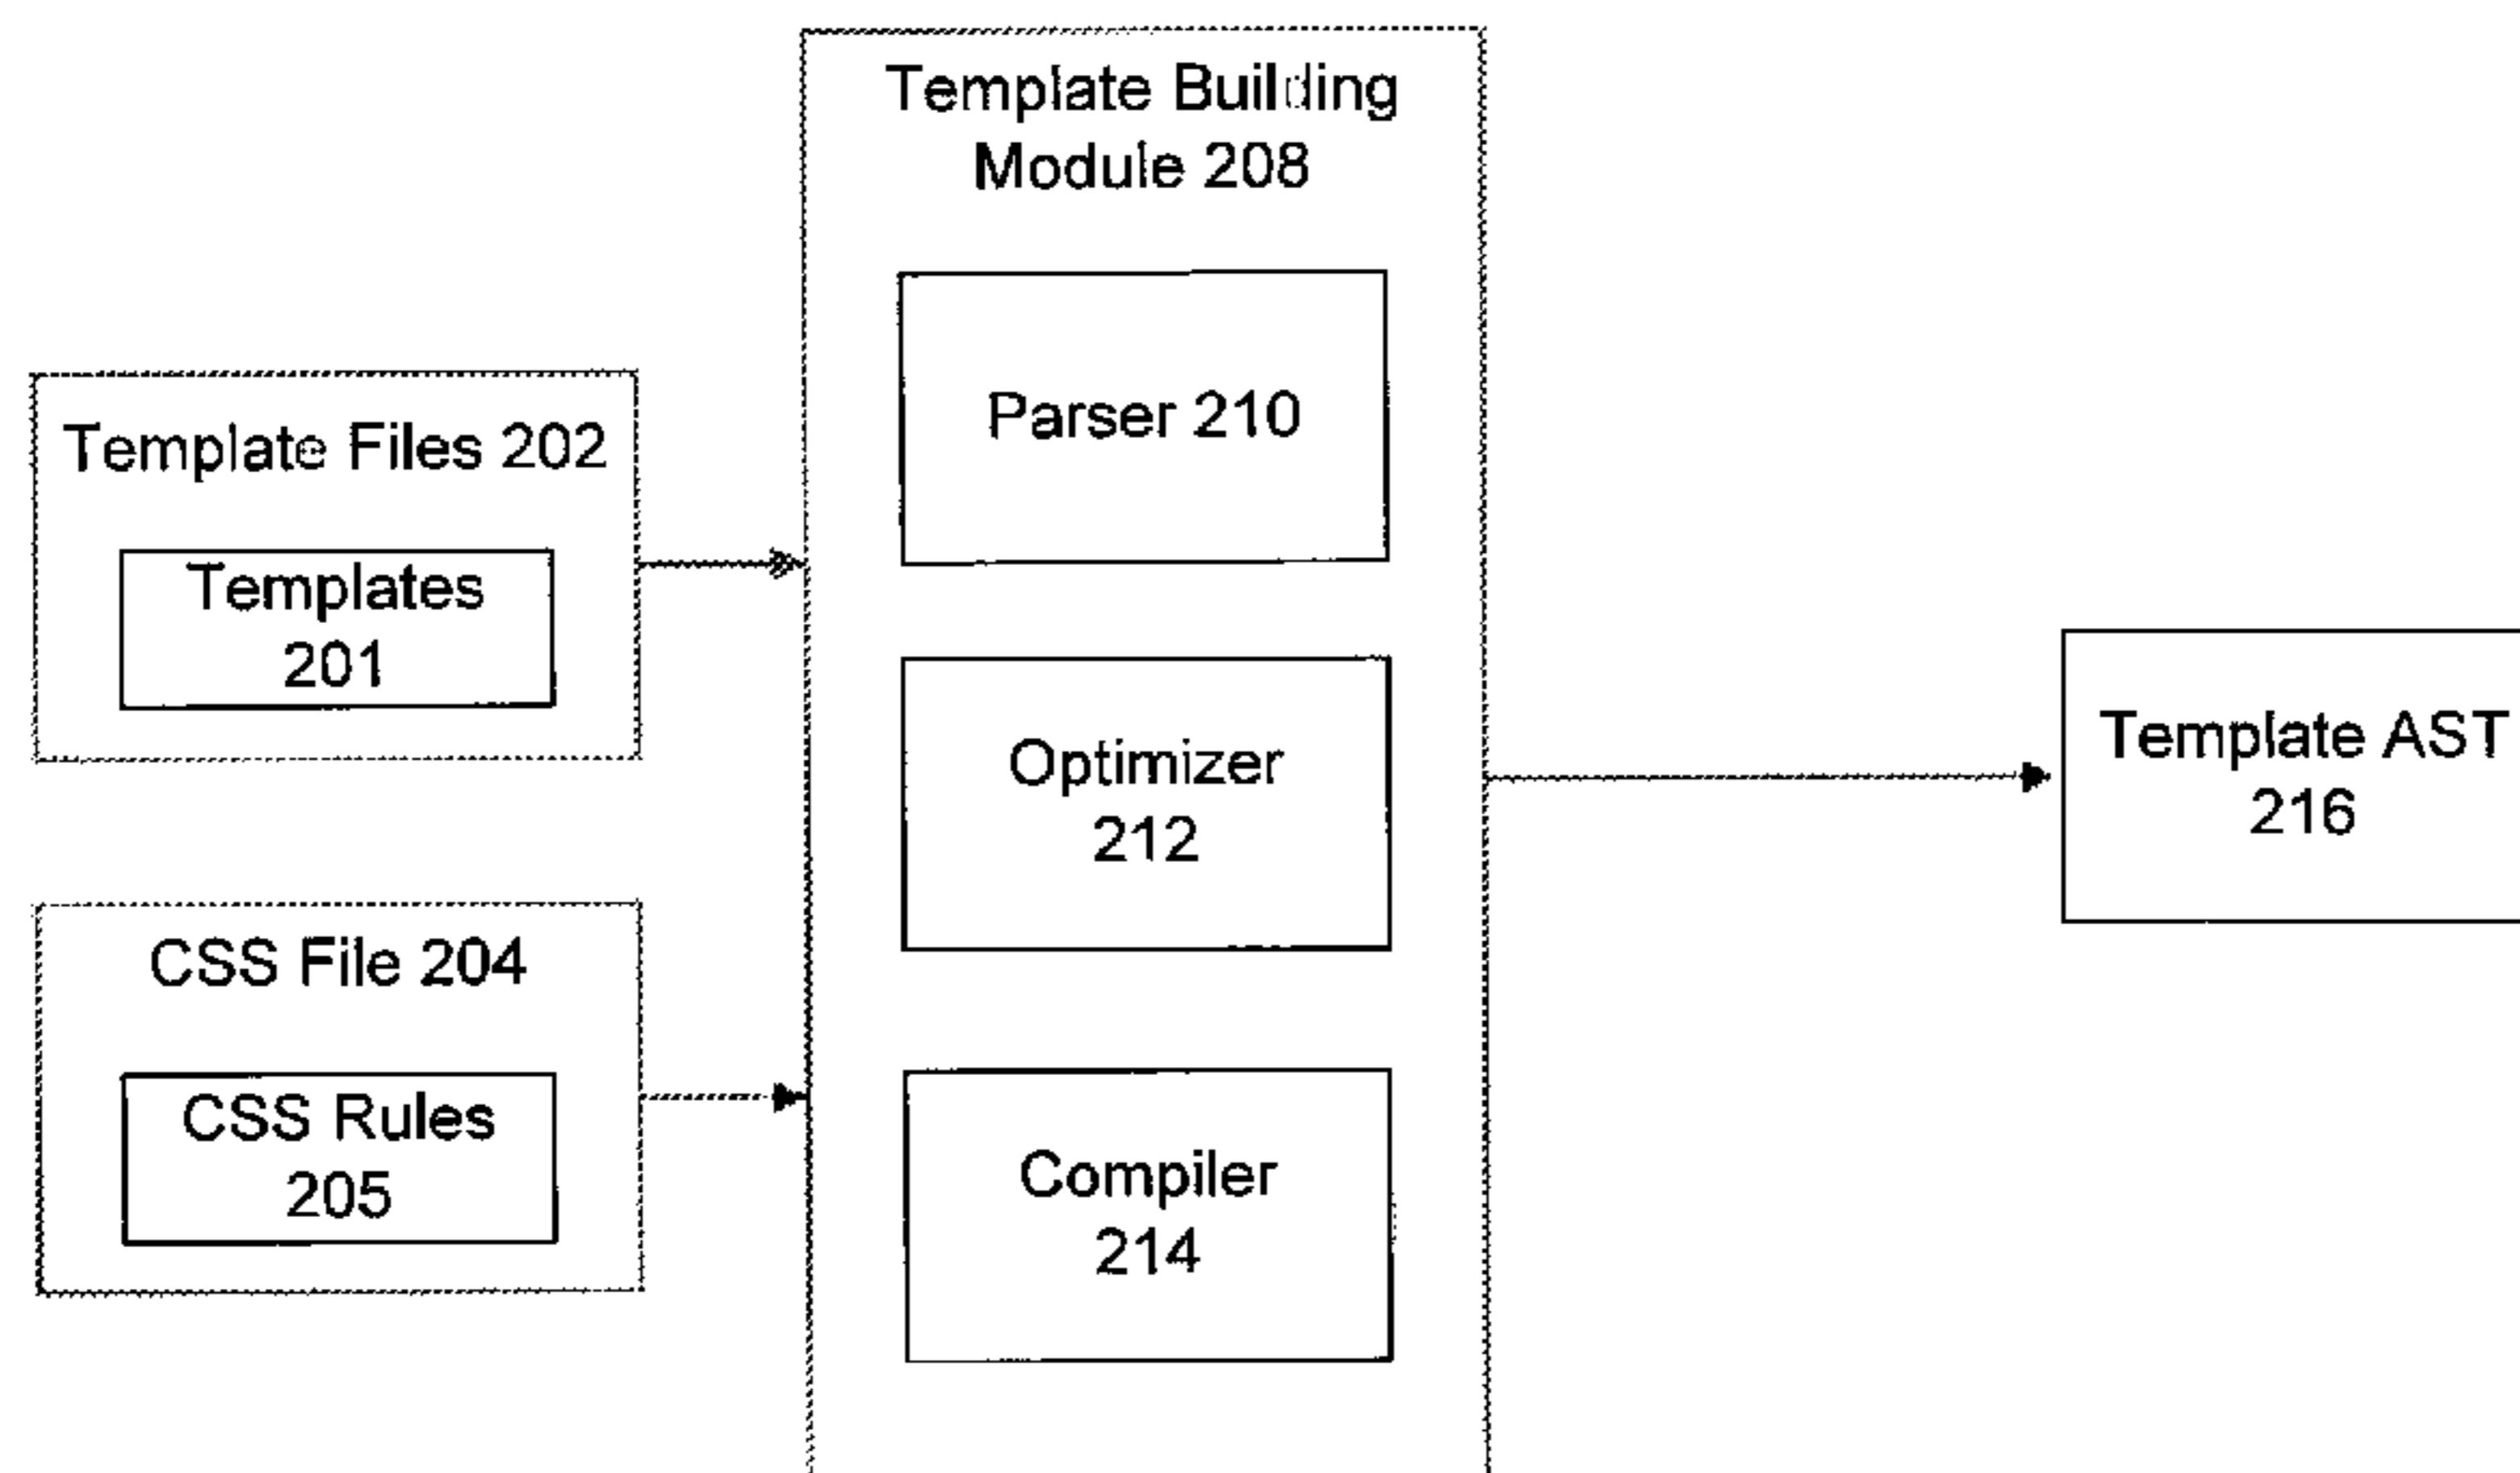 Template Building
Module 208
Parser 210
Template Files 202
Templates
201
Optimizer
212
Template AST
216
CSS File 204
CSS Rules
205
Compiler
214